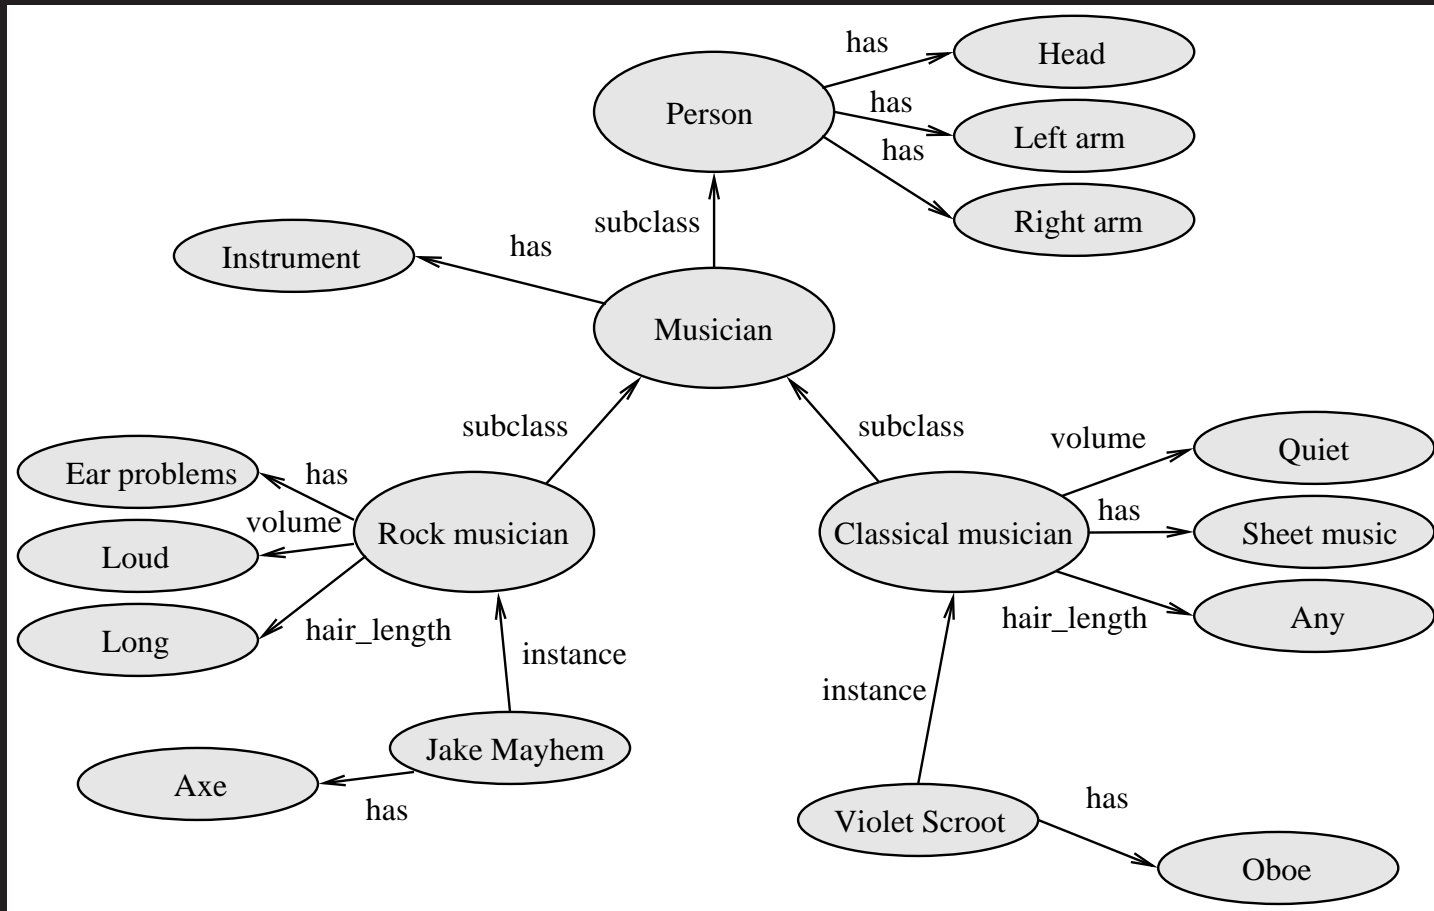 has
Head
Person
has
Left arm
has
Right arm
subclass
has
Instrument
Musician
subclass
subclass
volume
Quiet
Ear problems
has
has
volume
Rock musician
Classical musician
Sheet music
Loud
hair_length
Any
hair_length
Long
instance
instance
Jake Mayhem
Axe
has
has
Violet Scroot
Oboe